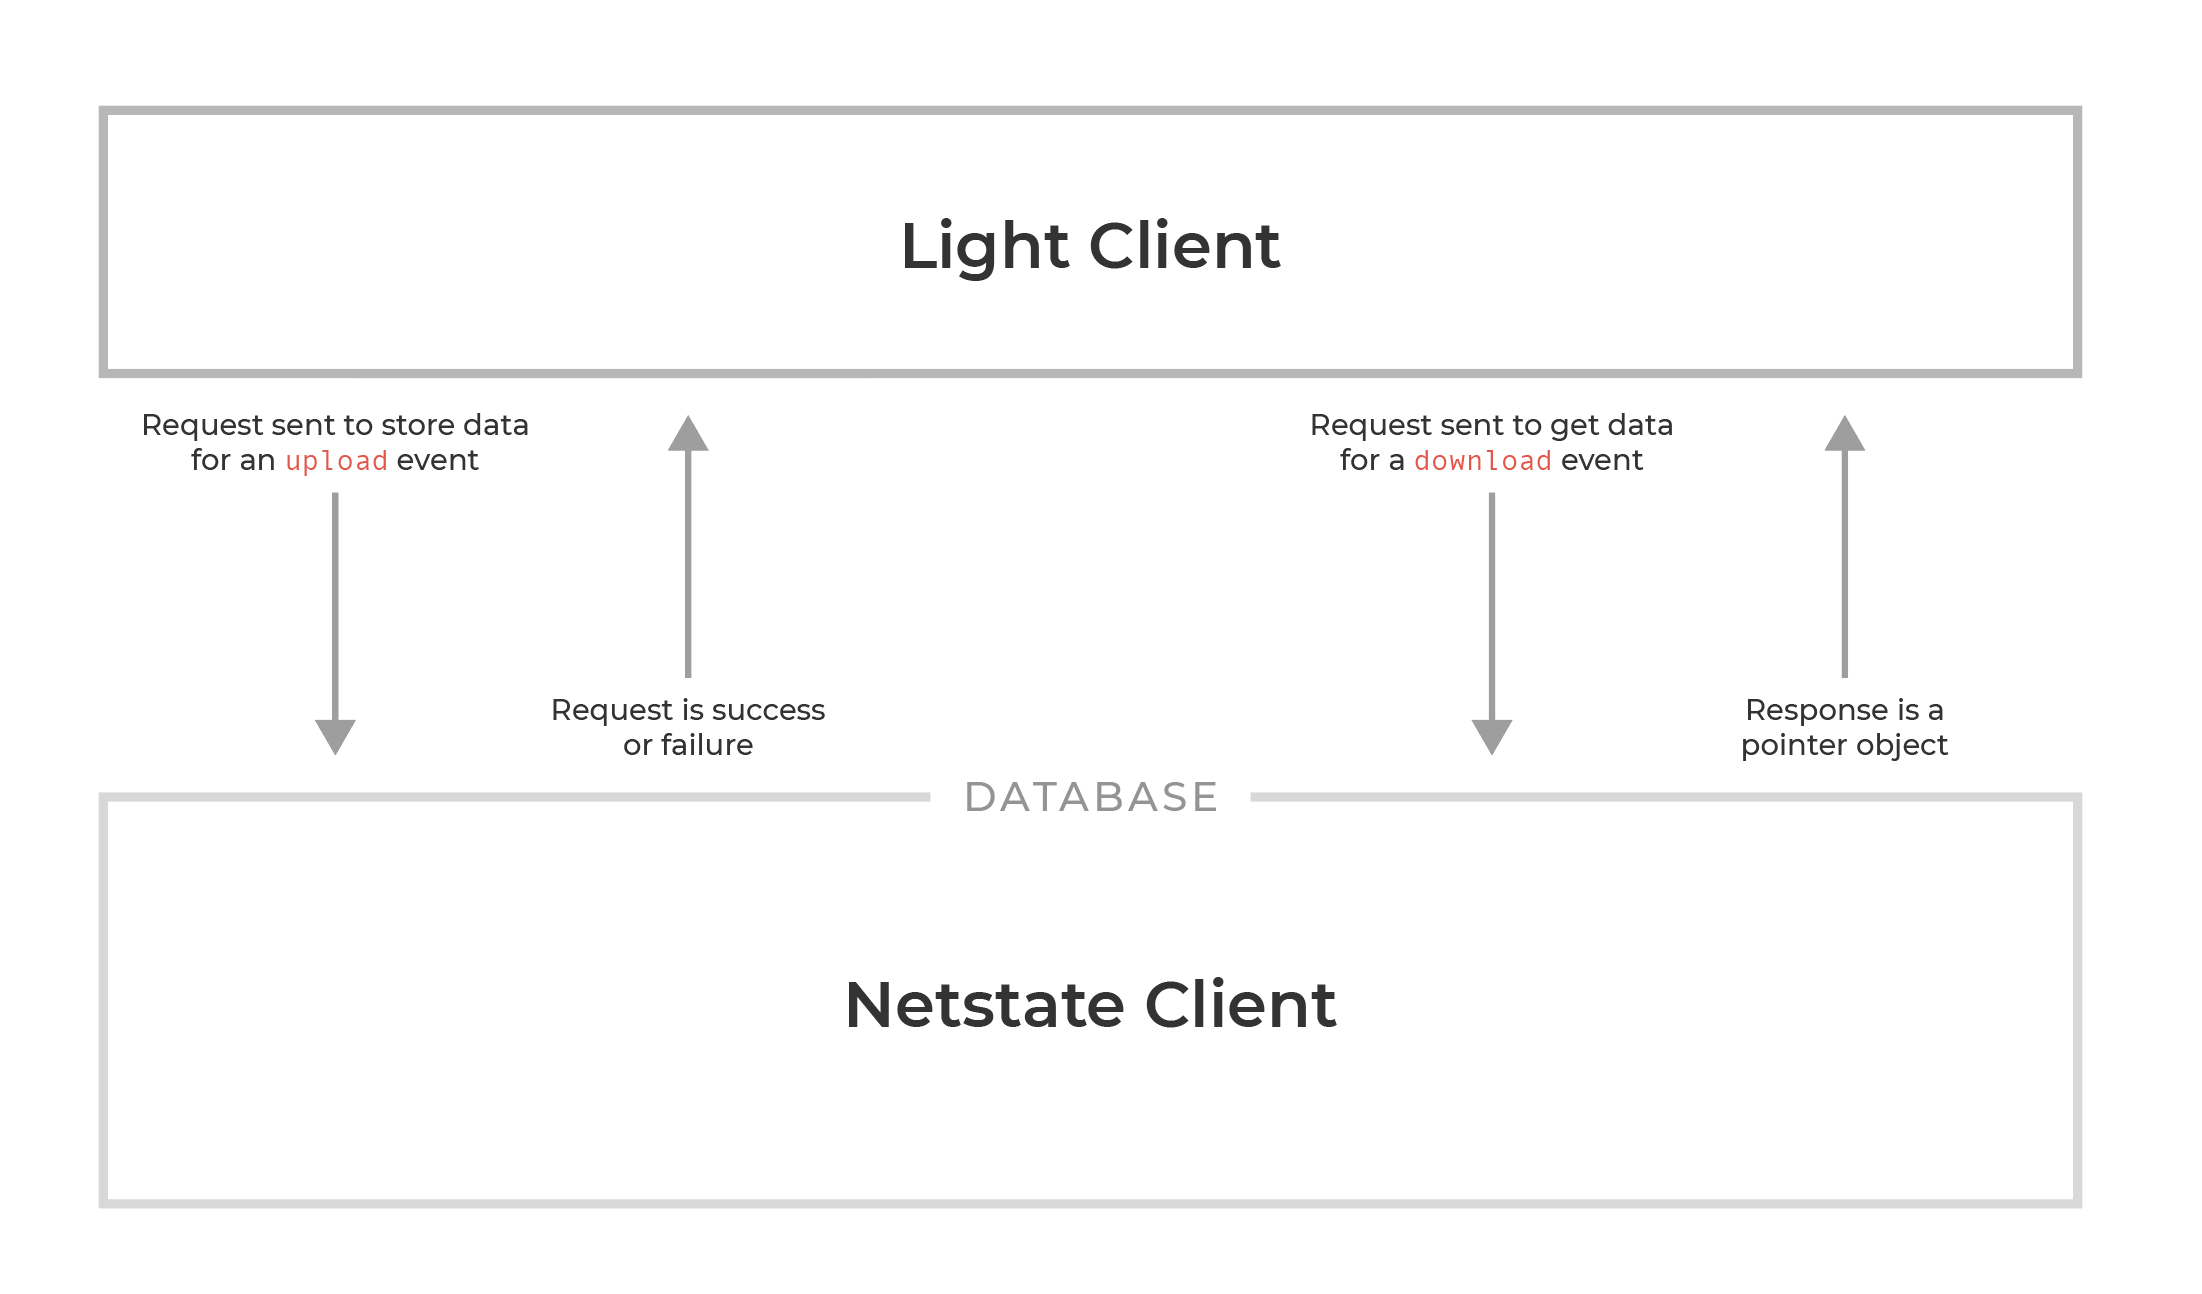 Light Client
Request sent to store data
for an upload event
Request is success
or failure
Request sent to get data
for a download event
Response is a
pointer object
DATABASE
Netstate Client